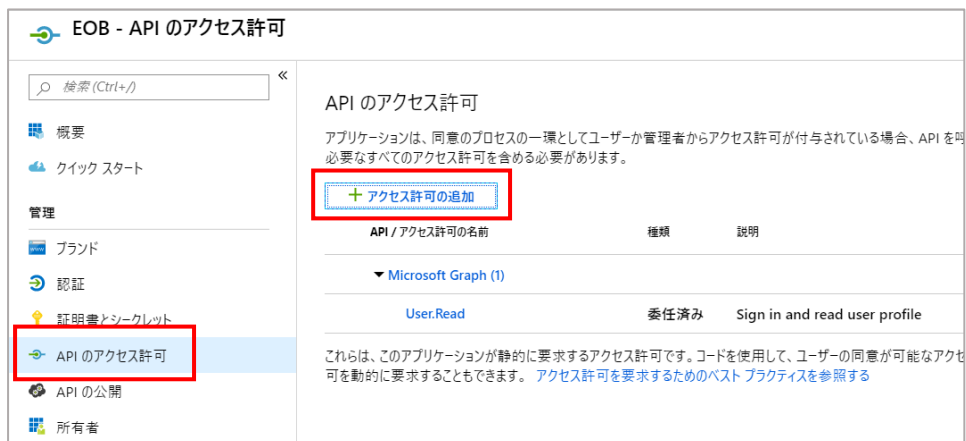 EOB - API のアクセス許可
検索 (Ctrl+/)
«
概要
クイック スタート
管理
ブランド
認証
証明書とシークレット
API のアクセス許可
API の公開
所有者
API のアクセス許可
アプリケーションは、同意のプロセスの一環としてユーザーか管理者からアクセス許可が付与されている場合、API を呼
必要なすべてのアクセス許可を含める必要があります。
+ アクセス許可の追加
API / アクセス許可の名前 種類 説明
▼ Microsoft Graph (1)
User.Read 委任済み Sign in and read user profile
これらは、このアプリケーションが静的に要求するアクセス許可です。コードを使用して、ユーザーの同意が可能なアクセ
可を動的に要求することもできます。 アクセス許可を要求するためのベスト プラクティスを参照する